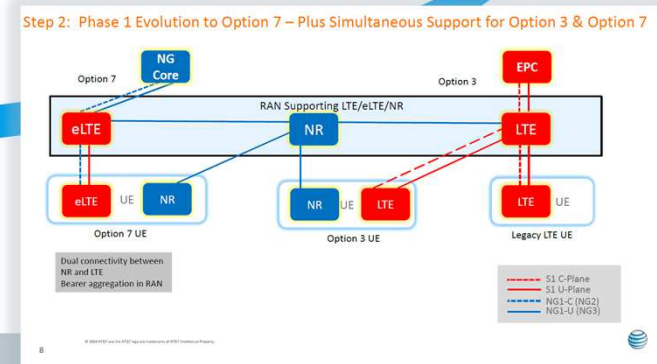 Step 2: Phase 1 Evolution to Option 7 – Plus Simultaneous Support for Option 3 & Option 7
NG
Core
Option 7
EPC
Option 3
RAN Supporting LTE/eLTE/NR
eLTE
NR
LTE
eLTE
UE
NR
NR
UE
LTE
LTE
UE
Option 7 UE
Option 3 UE
Legacy LTE UE
Dual connectivity between
NR and LTE
Bearer aggregation in RAN
S1 C-Plane
S1 U-Plane
NG1-C (NG2)
NG1-U (NG3)
8